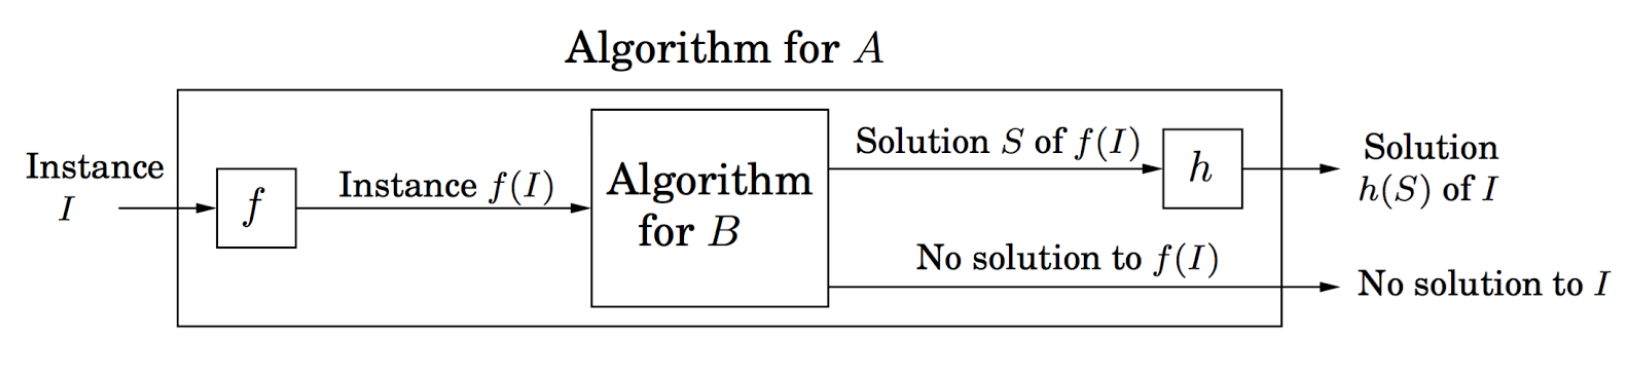 Algorithm for A
Instance
I
f
Instance f(I)
Algorithm
for B
Solution S of f(I)
h
Solution
h(S) of I
No solution to f(I)
No solution to I